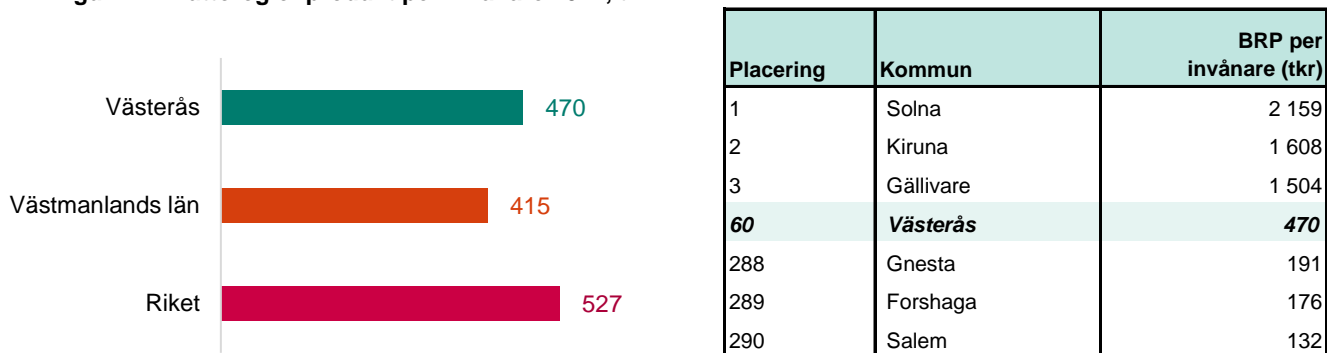 Västerås 470
Västmanlands län 415
Riket 527
Placering Kommun BRP per invånare (tkr)
1 Solna 2 159
2 Kiruna 1 608
3 Gällivare 1 504
60 Västerås 470
288 Gnesta 191
289 Forshaga 176
290 Salem 132